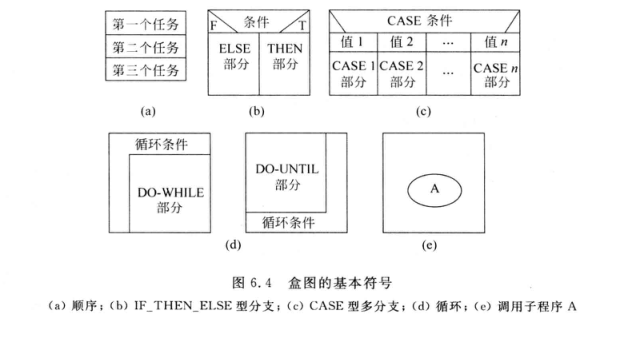 第一个任务
第二个任务
第三个任务
(a)
F 条件 T
ELSE 部分
THEN 部分
(b)
CASE 条件
值 1 值 2 … 值 n
CASE 1 部分
CASE 2 部分
…
CASE n 部分
(c)
循环条件
DO-WHILE
部分
DO-UNTIL
部分
循环条件
(d)
A
(e)
图 6.4 盒图的基本符号
(a) 顺序；(b) IF_THEN_ELSE 型分支；(c) CASE 型多分支；(d) 循环；(e) 调用子程序 A